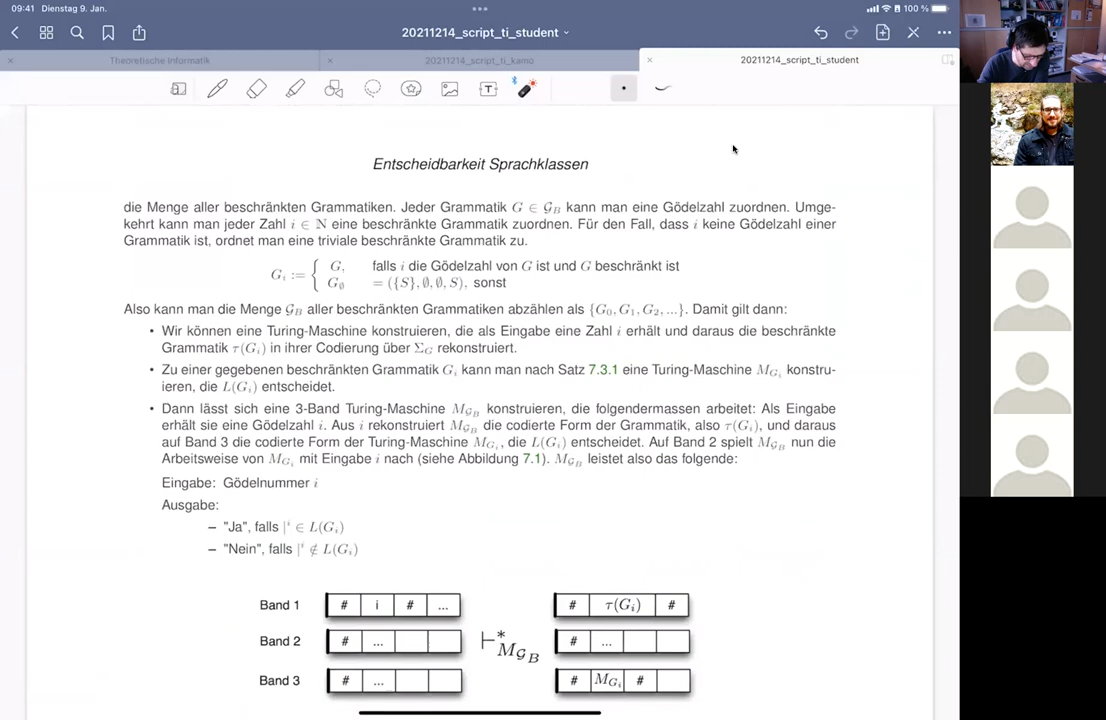 09:41 Dienstag 9. Jan.
100 %
20211214_script_ti_student
Theoretische Informatik
20211214_script_ti_kamo
20211214_script_ti_student
T
Entscheidbarkeit Sprachklassen
die Menge aller beschränkten Grammatiken. Jeder Grammatik G ∈ 𝒢_B kann man eine Gödelzahl zuordnen. Umge-
kehrt kann man jeder Zahl i ∈ ℕ eine beschränkte Grammatik zuordnen. Für den Fall, dass i keine Gödelzahl einer
Grammatik ist, ordnet man eine triviale beschränkte Grammatik zu.
G_i := { G, falls i die Gödelzahl von G ist und G beschränkt ist
G_∅ = ({S}, ∅, ∅, S), sonst
Also kann man die Menge 𝒢_B aller beschränkten Grammatiken abzählen als {G_0, G_1, G_2, ...}. Damit gilt dann:
• Wir können eine Turing-Maschine konstruieren, die als Eingabe eine Zahl i erhält und daraus die beschränkte
Grammatik τ(G_i) in ihrer Codierung über Σ_G rekonstruiert.
• Zu einer gegebenen beschränkten Grammatik G_i kann man nach Satz 7.3.1 eine Turing-Maschine M_{G_i} konstru-
ieren, die L(G_i) entscheidet.
• Dann lässt sich eine 3-Band Turing-Maschine M_{𝒢_B} konstruieren, die folgendermassen arbeitet: Als Eingabe
erhält sie eine Gödelzahl i. Aus i rekonstruiert M_{𝒢_B} die codierte Form der Grammatik, also τ(G_i), und daraus
auf Band 3 die codierte Form der Turing-Maschine M_{G_i}, die L(G_i) entscheidet. Auf Band 2 spielt M_{𝒢_B} nun die
Arbeitsweise von M_{G_i} mit Eingabe i nach (siehe Abbildung 7.1). M_{𝒢_B} leistet also das folgende:
Eingabe: Gödelnummer i
Ausgabe:
– "Ja", falls |^i ∈ L(G_i)
– "Nein", falls |^i ∉ L(G_i)
Band 1 # i # ... # τ(G_i) #
Band 2 # ... # ...
⊢*_{M_{𝒢_B}}
Band 3 # ... # M_{G_i} #